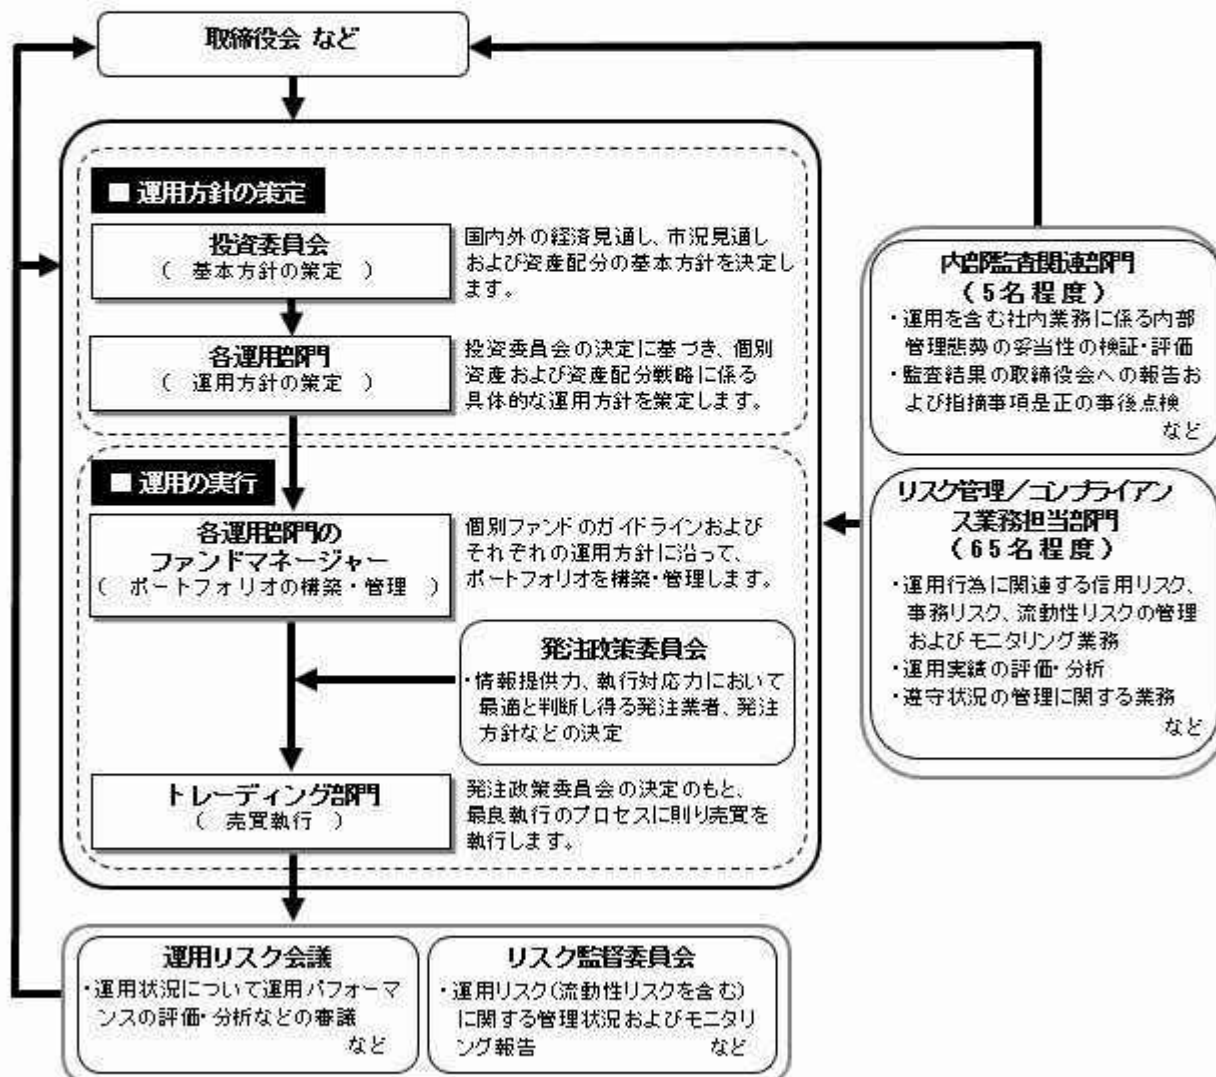 取締役会 など
■ 運用方針の策定
投資委員会
（ 基本方針の策定 ）
国内外の経済見通し、市況見通し
および資産配分の基本方針を決定し
ます。
各運用部門
（ 運用方針の策定 ）
投資委員会の決定に基づき、個別
資産および資産配分戦略に係る
具体的な運用方針を策定します。
■ 運用の実行
各運用部門の
ファンドマネージャー
（ ポートフォリオの構築・管理 ）
個別ファンドのガイドラインおよび
それぞれの運用方針に沿って、
ポートフォリオを構築・管理します。
発注政策委員会
・情報提供力、執行対応力において
最適と判断し得る発注業者、発注
方針などの決定
トレーディング部門
（ 売買執行 ）
発注政策委員会の決定のもと、
最良執行のプロセスに則り売買を
執行します。
内部監査関連部門
（5名程度）
・運用を含む社内業務に係る内部
管理態勢の妥当性の検証・評価
・監査結果の取締役会への報告お
よび指摘事項是正の事後点検
など
リスク管理／コンプライアン
ス業務担当部門
（65名程度）
・運用行為に関連する信用リスク、
事務リスク、流動性リスクの管理
およびモニタリング業務
・運用実績の評価・分析
・遵守状況の管理に関する業務
など
運用リスク会議
・運用状況について運用パフォーマ
ンスの評価・分析などの審議
など
リスク監督委員会
・運用リスク（流動性リスクを含む）
に関する管理状況およびモニタリ
ング報告 など